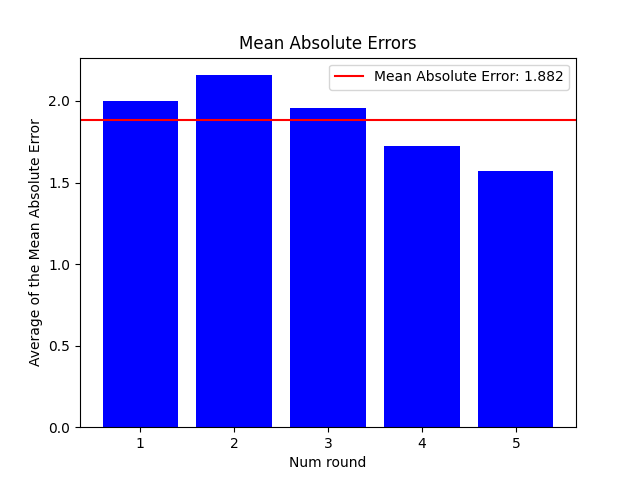 Mean Absolute Errors
Mean Absolute Error: 1.882
Average of the Mean Absolute Error
2.0
1.5
1.0
0.5
0.0
1 2 3 4 5
Num round